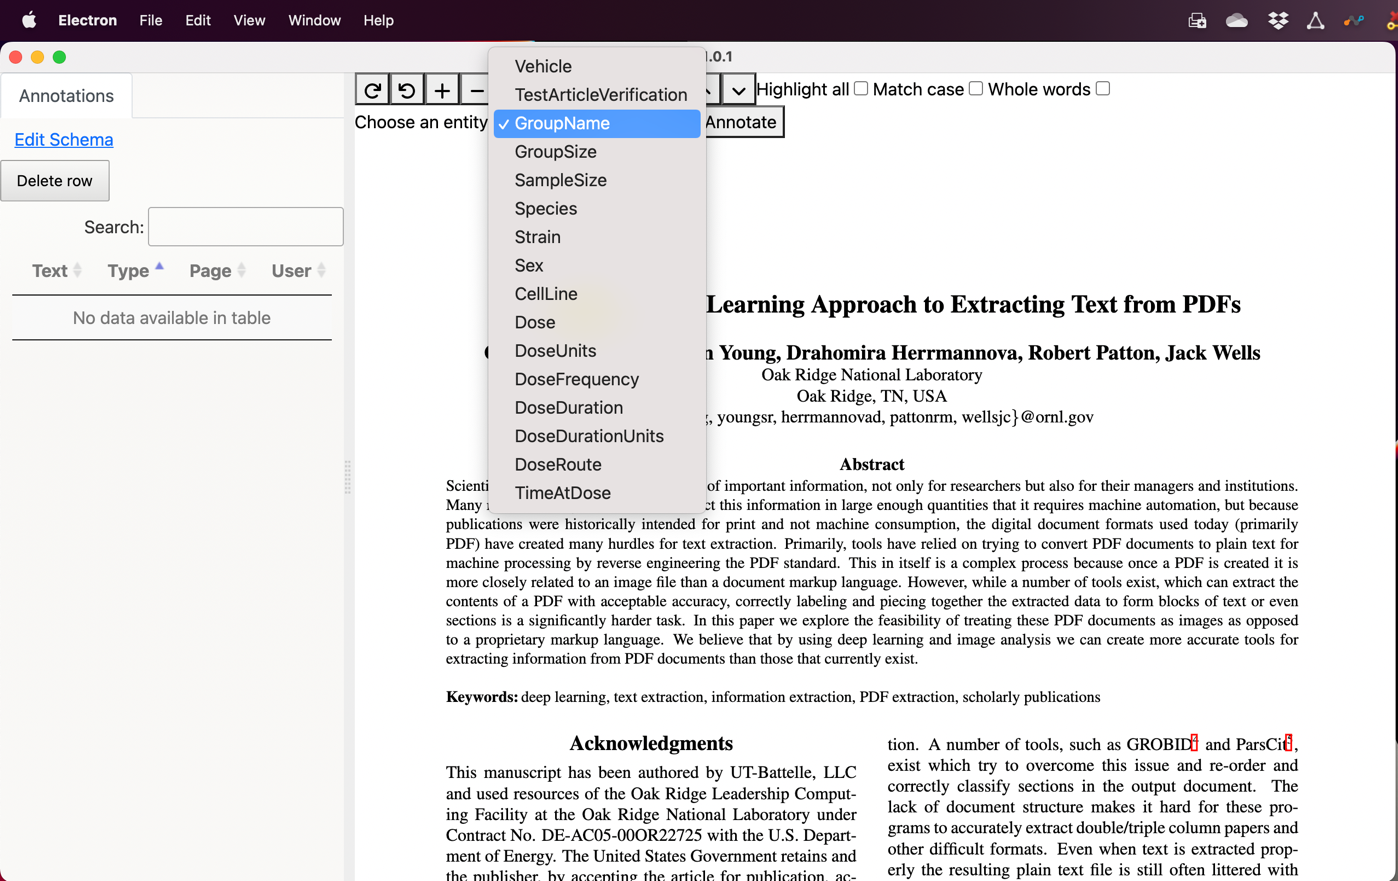 Electron File Edit View Window Help
1.0.1
Annotations
Edit Schema
Delete row
Search:
Text Type Page User
No data available in table
Highlight all Match case Whole words
Choose an entity
Annotate
Vehicle
TestArticleVerification
✓ GroupName
GroupSize
SampleSize
Species
Strain
Sex
CellLine
Dose
DoseUnits
DoseFrequency
DoseDuration
DoseDurationUnits
DoseRoute
TimeAtDose
Learning Approach to Extracting Text from PDFs
Young, Drahomira Herrmannova, Robert Patton, Jack Wells
Oak Ridge National Laboratory
Oak Ridge, TN, USA
, youngsr, herrmannovad, pattonrm, wellsjc}@ornl.gov
Abstract
Scienti of important information, not only for researchers but also for their managers and institutions.
Many ct this information in large enough quantities that it requires machine automation, but because
publications were historically intended for print and not machine consumption, the digital document formats used today (primarily
PDF) have created many hurdles for text extraction. Primarily, tools have relied on trying to convert PDF documents to plain text for
machine processing by reverse engineering the PDF standard. This in itself is a complex process because once a PDF is created it is
more closely related to an image file than a document markup language. However, while a number of tools exist, which can extract the
contents of a PDF with acceptable accuracy, correctly labeling and piecing together the extracted data to form blocks of text or even
sections is a significantly harder task. In this paper we explore the feasibility of treating these PDF documents as images as opposed
to a proprietary markup language. We believe that by using deep learning and image analysis we can create more accurate tools for
extracting information from PDF documents than those that currently exist.
Keywords: deep learning, text extraction, information extraction, PDF extraction, scholarly publications
Acknowledgments
This manuscript has been authored by UT-Battelle, LLC
and used resources of the Oak Ridge Leadership Comput-
ing Facility at the Oak Ridge National Laboratory under
Contract No. DE-AC05-00OR22725 with the U.S. Depart-
ment of Energy. The United States Government retains and
the publisher, by accepting the article for publication, ac-
tion. A number of tools, such as GROBID and ParsCit,
exist which try to overcome this issue and re-order and
correctly classify sections in the output document. The
lack of document structure makes it hard for these pro-
grams to accurately extract double/triple column papers and
other difficult formats. Even when text is extracted prop-
erly the resulting plain text file is still often littered with